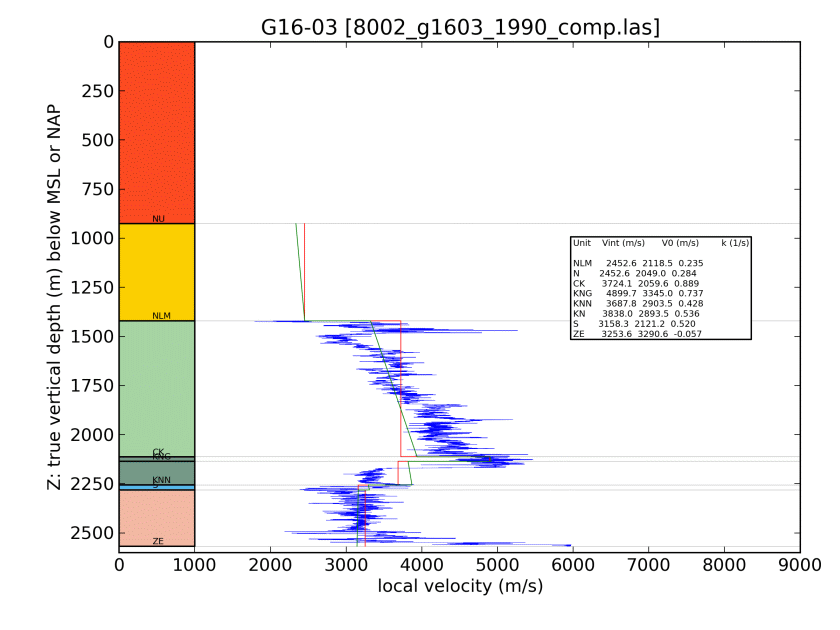 G16-03 [8002_g1603_1990_comp.las]
Z: true vertical depth (m) below MSL or NAP
0
250
500
750
1000
1250
1500
1750
2000
2250
2500
NU
NLM
CK
KNG
KNN
S
ZE
Unit Vint (m/s) V0 (m/s) k (1/s)
NLM 2452.6 2118.5 0.235
N 2452.6 2049.0 0.284
CK 3724.1 2059.6 0.889
KNG 4899.7 3345.0 0.737
KNN 3687.8 2903.5 0.428
KN 3838.0 2893.5 0.536
S 3158.3 2121.2 0.520
ZE 3253.6 3290.6 -0.057
0 1000 2000 3000 4000 5000 6000 7000 8000 9000
local velocity (m/s)